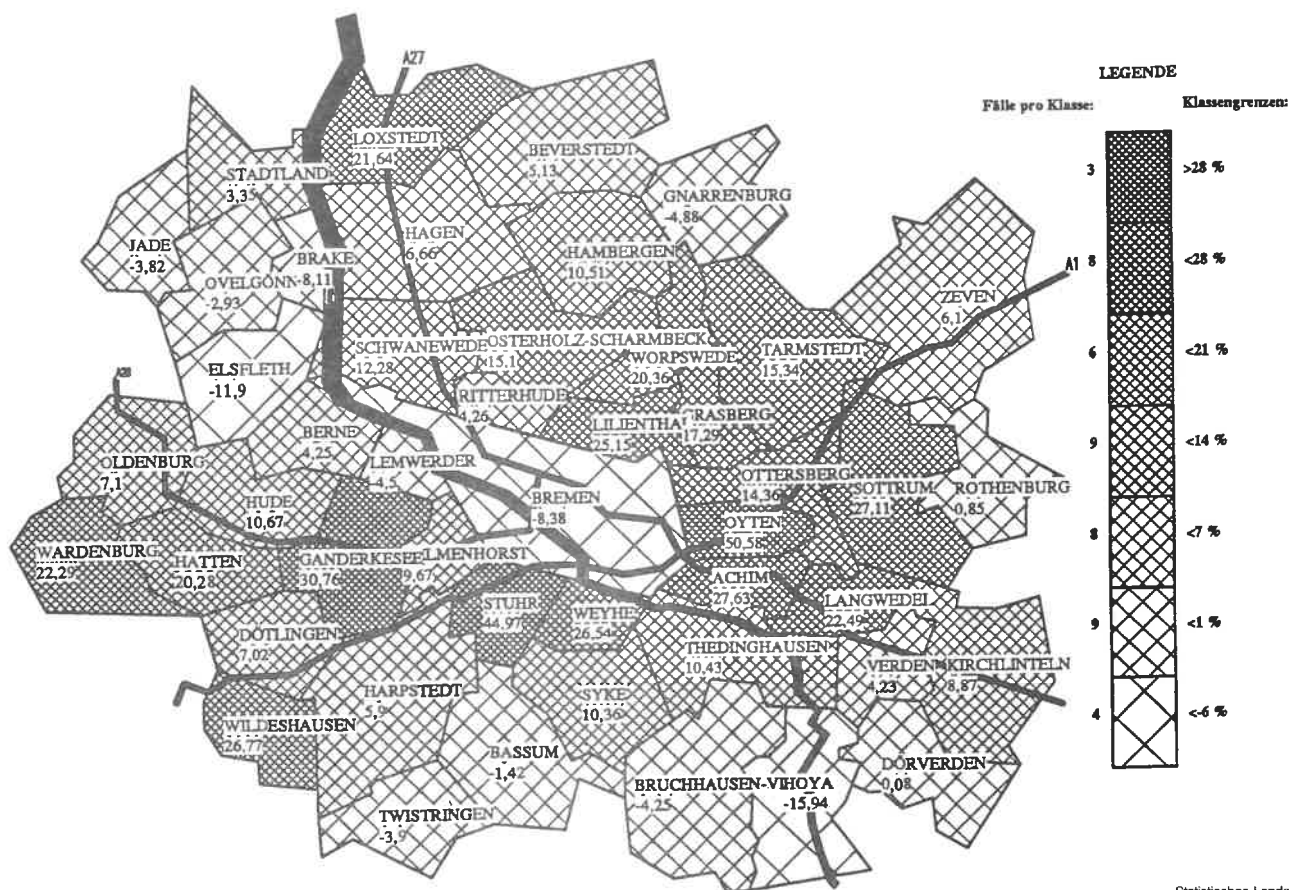 A27
LEGENDE
Fälle pro Klasse:
Klassengrenzen:
LOXSTEDT
21,64
BEVERSTEDT
5,13
STADTLAND
3,35
GNARRENBURG
-4,88
3
>28 %
JADE
-3,82
HAGEN
6,66
HAMBERGEN
10,51
BRAKE
-8,11
OVELGÖNN
-2,93
8
<28 %
A1
ZEVEN
6,1
SCHWANEWEDE
12,28
OSTERHOLZ-SCHARMBECK
15,1
WORPSWEDE
20,36
TARMSTEDT
15,34
6
<21 %
ELSFLETH
-11,9
A28
RITTERHUDE
4,26
LILIENTHA
25,15
GRASBERG
17,29
BERNE
4,25
9
<14 %
OLDENBURG
7,1
LEMWERDER
-4,5
OTTERSBERG
14,36
SOTTRUM
27,11
ROTHENBURG
0,85
BREMEN
-8,38
HUDE
10,67
OYTEN
50,58
8
<7 %
WARDENBURG
22,29
HATTEN
20,28
GANDERKESEE
30,76
LMENHORST
9,67
ACHIM
27,63
STUHR
44,97
WEYHE
26,54
LANGWEDEL
22,49
9
<1 %
DÖTLINGEN
7,02
THEDINGHAUSEN
10,43
VERDEN
4,23
KIRCHLINTELN
8,87
HARPSTEDT
5,9
SYKE
10,36
WILDESHAUSEN
26,77
4
<-6 %
BASSUM
-1,42
DÖRVERDEN
0,08
BRUCHHAUSEN-VI
-4,25
HOYA
-15,94
TWISTRINGEN
-3,9